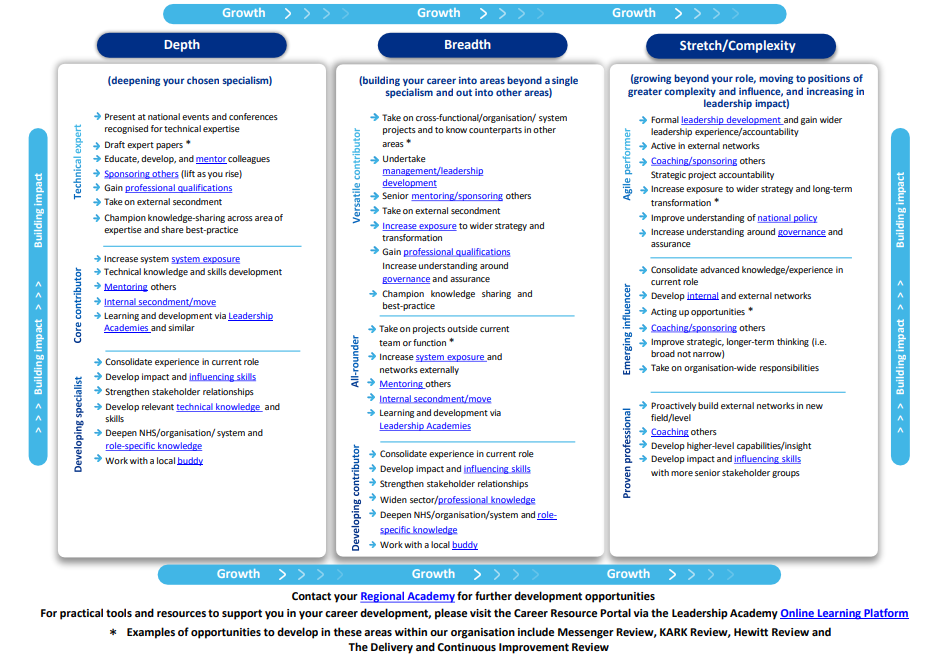 Growth
Growth
Growth
Depth
Breadth
Stretch/Complexity
Building impact
Building impact
(deepening your chosen specialism)
Technical expert
Present at national events and conferences
recognised for technical expertise
Draft expert papers *
Educate, develop, and mentor colleagues
Sponsoring others (lift as you rise)
Gain professional qualifications
Take on external secondment
Champion knowledge-sharing across area of
expertise and share best-practice
Core contributor
Increase system system exposure
Technical knowledge and skills development
Mentoring others
Internal secondment/move
Learning and development via Leadership
Academies and similar
Developing specialist
Consolidate experience in current role
Develop impact and influencing skills
Strengthen stakeholder relationships
Develop relevant technical knowledge and
skills
Deepen NHS/organisation/ system and
role-specific knowledge
Work with a local buddy
(building your career into areas beyond a single
specialism and out into other areas)
Versatile contributor
Take on cross-functional/organisation/ system
projects and to know counterparts in other
areas *
Undertake
management/leadership
development
Senior mentoring/sponsoring others
Take on external secondment
Increase exposure to wider strategy and
transformation
Gain professional qualifications
Increase understanding around
governance and assurance
Champion knowledge sharing and
best-practice
All-rounder
Take on projects outside current
team or function *
Increase system exposure and
networks externally
Mentoring others
Internal secondment/move
Learning and development via
Leadership Academies
Developing contributor
Consolidate experience in current role
Develop impact and influencing skills
Strengthen stakeholder relationships
Widen sector/professional knowledge
Deepen NHS/organisation/system and role-
specific knowledge
Work with a local buddy
(growing beyond your role, moving to positions of
greater complexity and influence, and increasing in
leadership impact)
Agile performer
Formal leadership development and gain wider
leadership experience/accountability
Active in external networks
Coaching/sponsoring others
Strategic project accountability
Increase exposure to wider strategy and long-term
transformation *
Improve understanding of national policy
Increase understanding around governance and
assurance
Emerging influencer
Consolidate advanced knowledge/experience in
current role
Develop internal and external networks
Acting up opportunities *
Coaching/sponsoring others
Improve strategic, longer-term thinking (i.e.
broad not narrow)
Take on organisation-wide responsibilities
Proven professional
Proactively build external networks in new
field/level
Coaching others
Develop higher-level capabilities/insight
Develop impact and influencing skills
with more senior stakeholder groups
Building impact
Building impact
Growth
Growth
Growth
Contact your Regional Academy for further development opportunities
For practical tools and resources to support you in your career development, please visit the Career Resource Portal via the Leadership Academy Online Learning Platform
* Examples of opportunities to develop in these areas within our organisation include Messenger Review, KARK Review, Hewitt Review and
The Delivery and Continuous Improvement Review